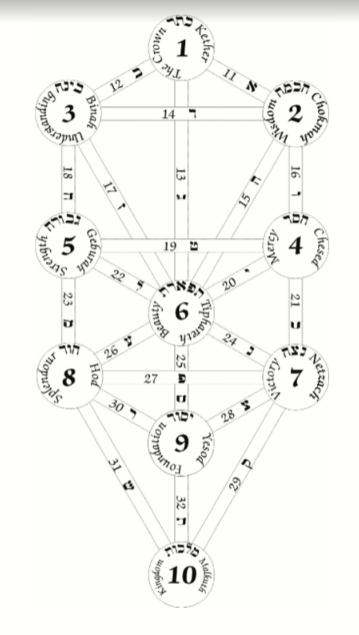 כתר Kether
1
The Crown
12 ב
11 א
בינה Binah
3
Understanding
חכמה Chokmah
2
Wisdom
14
13 ג
18
17 ז
15
16 ו
גבורה Geburah
5
Strength
חסד Chesed
4
Mercy
19
22 ל
20 י
תפארת Tiphareth
6
Beauty
23
21
26 ע
24 נ
25
הוד Hod
8
Splendour
נצח Netzach
7
Victory
27 פ
ס
30 ר
28 צ
יסוד Yesod
9
Foundation
31 ש
32 ת
29 ק
מלכות Malkuth
10
Kingdom